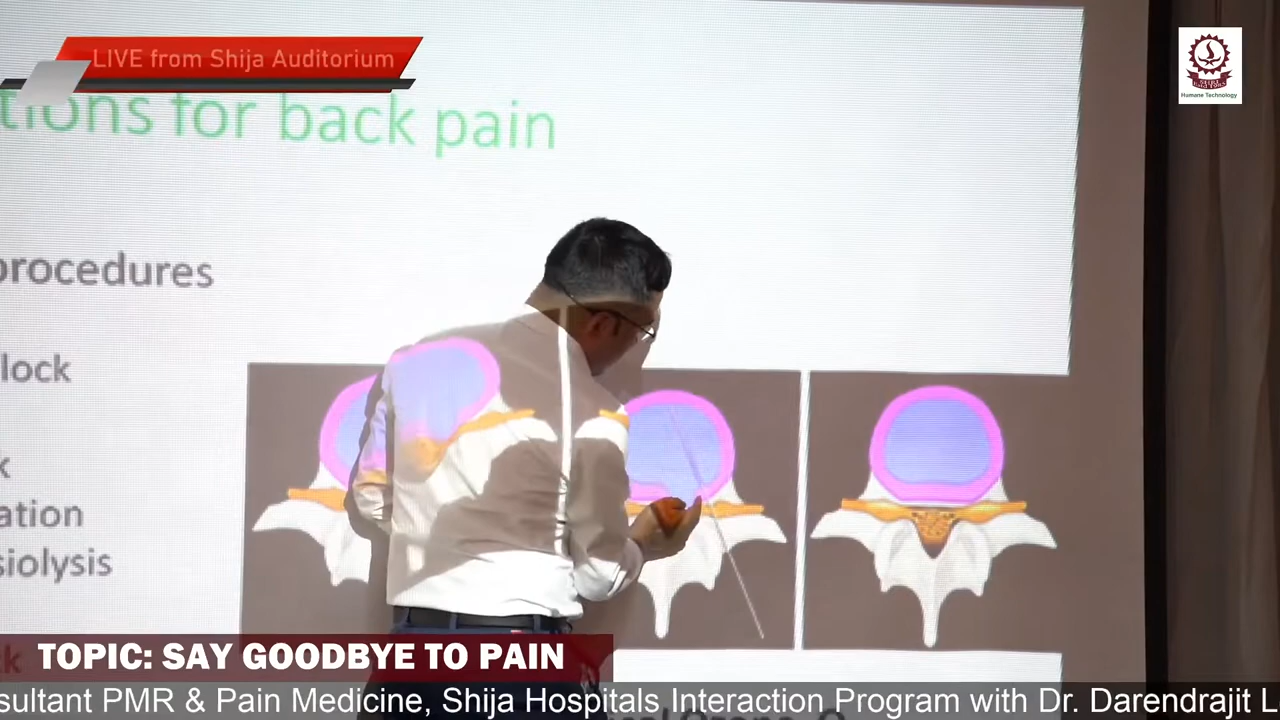 LIVE from Shija Auditorium
Humane Technology
tions for back pain
procedures
lock
k
ation
siolysis
TOPIC: SAY GOODBYE TO PAIN
sultant PMR & Pain Medicine, Shija Hospitals Interaction Program with Dr. Darendrajit L